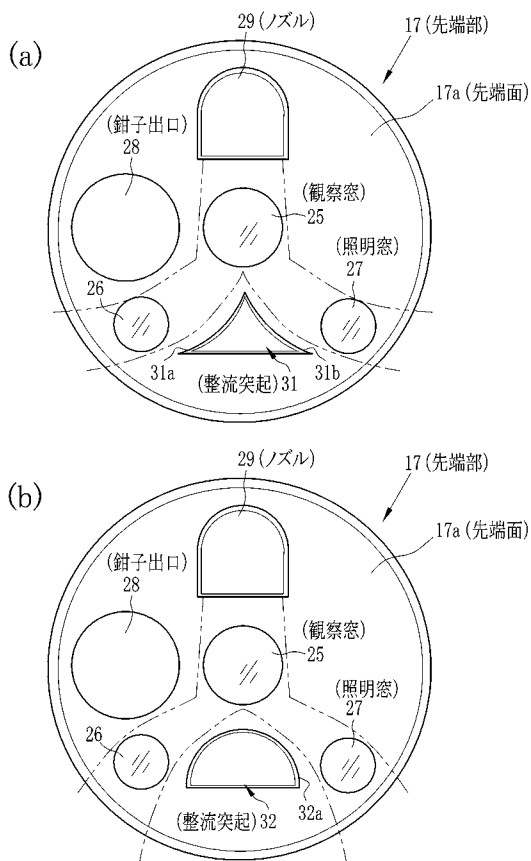 (a)
29(ノズル)
17(先端部)
17a(先端面)
(鉗子出口)
28
(観察窓)
25
(照明窓)
27
26
31a
31b
(整流突起)31
(b)
29(ノズル)
17(先端部)
17a(先端面)
(鉗子出口)
28
(観察窓)
25
(照明窓)
27
26
32a
(整流突起)32